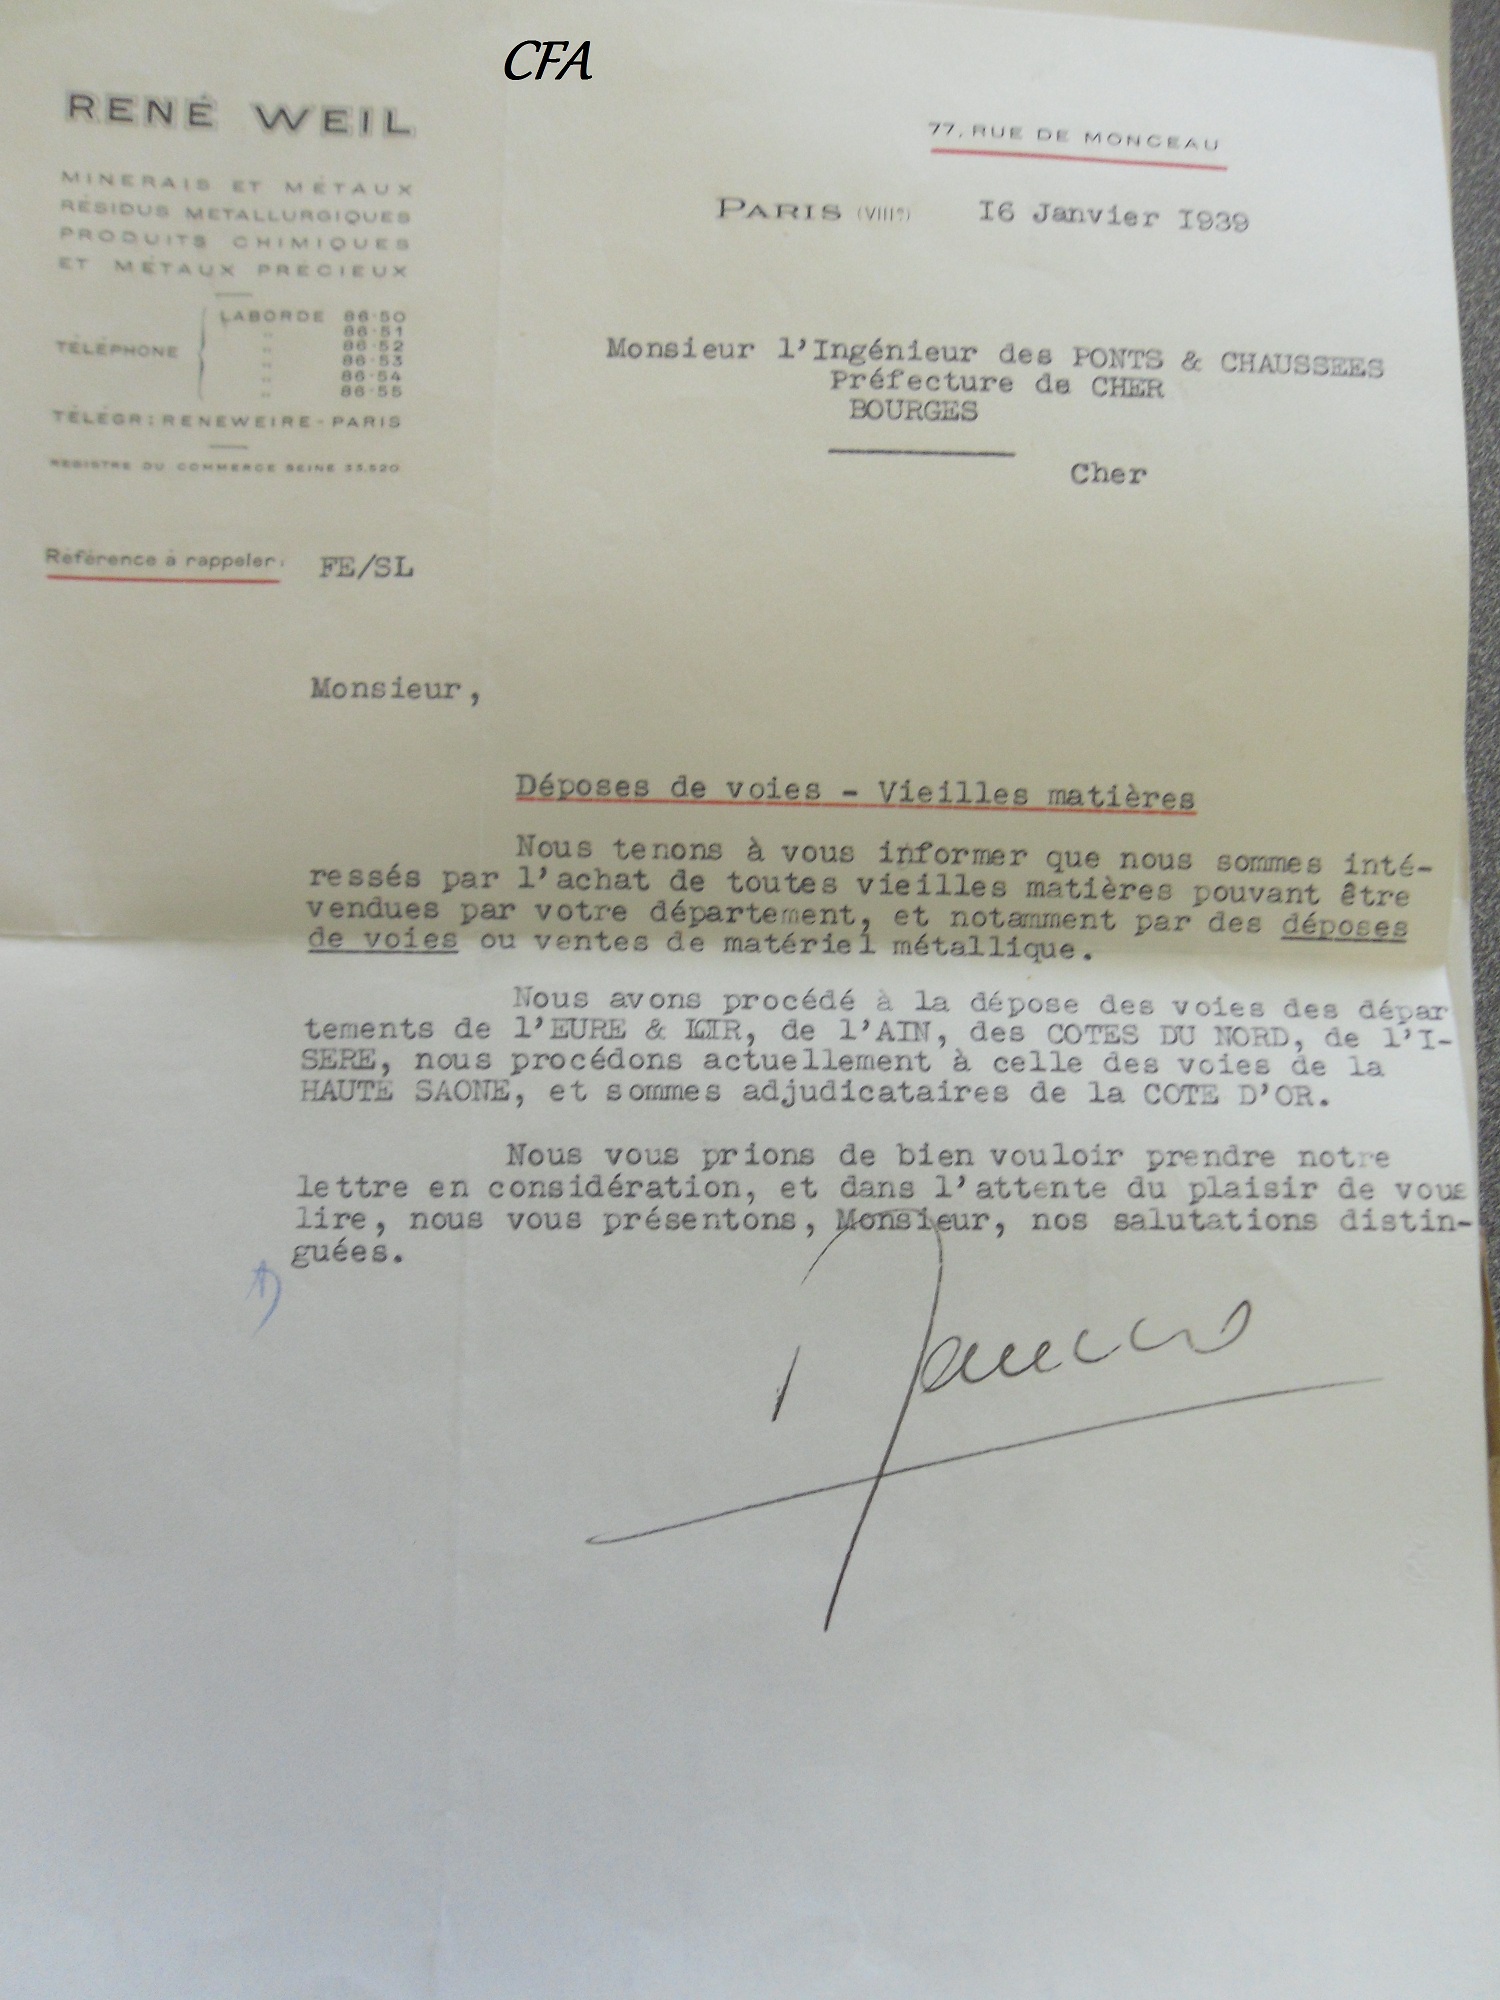 CFA
RENÉ WEIL
MINERAIS ET MÉTAUX
RÉSIDUS METALLURGIQUES
PRODUITS CHIMIQUES
ET MÉTAUX PRÉCIEUX
TÉLÉPHONE
LABORDE 86-50
" 86-51
" 86-52
" 86-53
" 86-54
" 86-55
TÉLÉGR: RENEWEIRE - PARIS
REGISTRE DU COMMERCE SEINE 33.520
77, RUE DE MONCEAU
PARIS (VIIIe) 16 Janvier 1939
Monsieur l'Ingénieur des PONTS & CHAUSSEES
Préfecture de CHER
BOURGES
Cher
Référence à rappeler: FE/SL
Monsieur,
Déposes de voies - Vieilles matières
Nous tenons à vous informer que nous sommes inté-
ressés par l'achat de toutes vieilles matières pouvant être
vendues par votre département, et notamment par des déposes
de voies ou ventes de matériel métallique.
Nous avons procédé à la dépose des voies des dépar
tements de l'EURE & LIR, de l'AIN, des COTES DU NORD, de l'I-
SERE, nous procédons actuellement à celle des voies de la
HAUTE SAONE, et sommes adjudicataires de la COTE D'OR.
Nous vous prions de bien vouloir prendre notre
lettre en considération, et dans l'attente du plaisir de vous
lire, nous vous présentons, Monsieur, nos salutations distin-
guées.